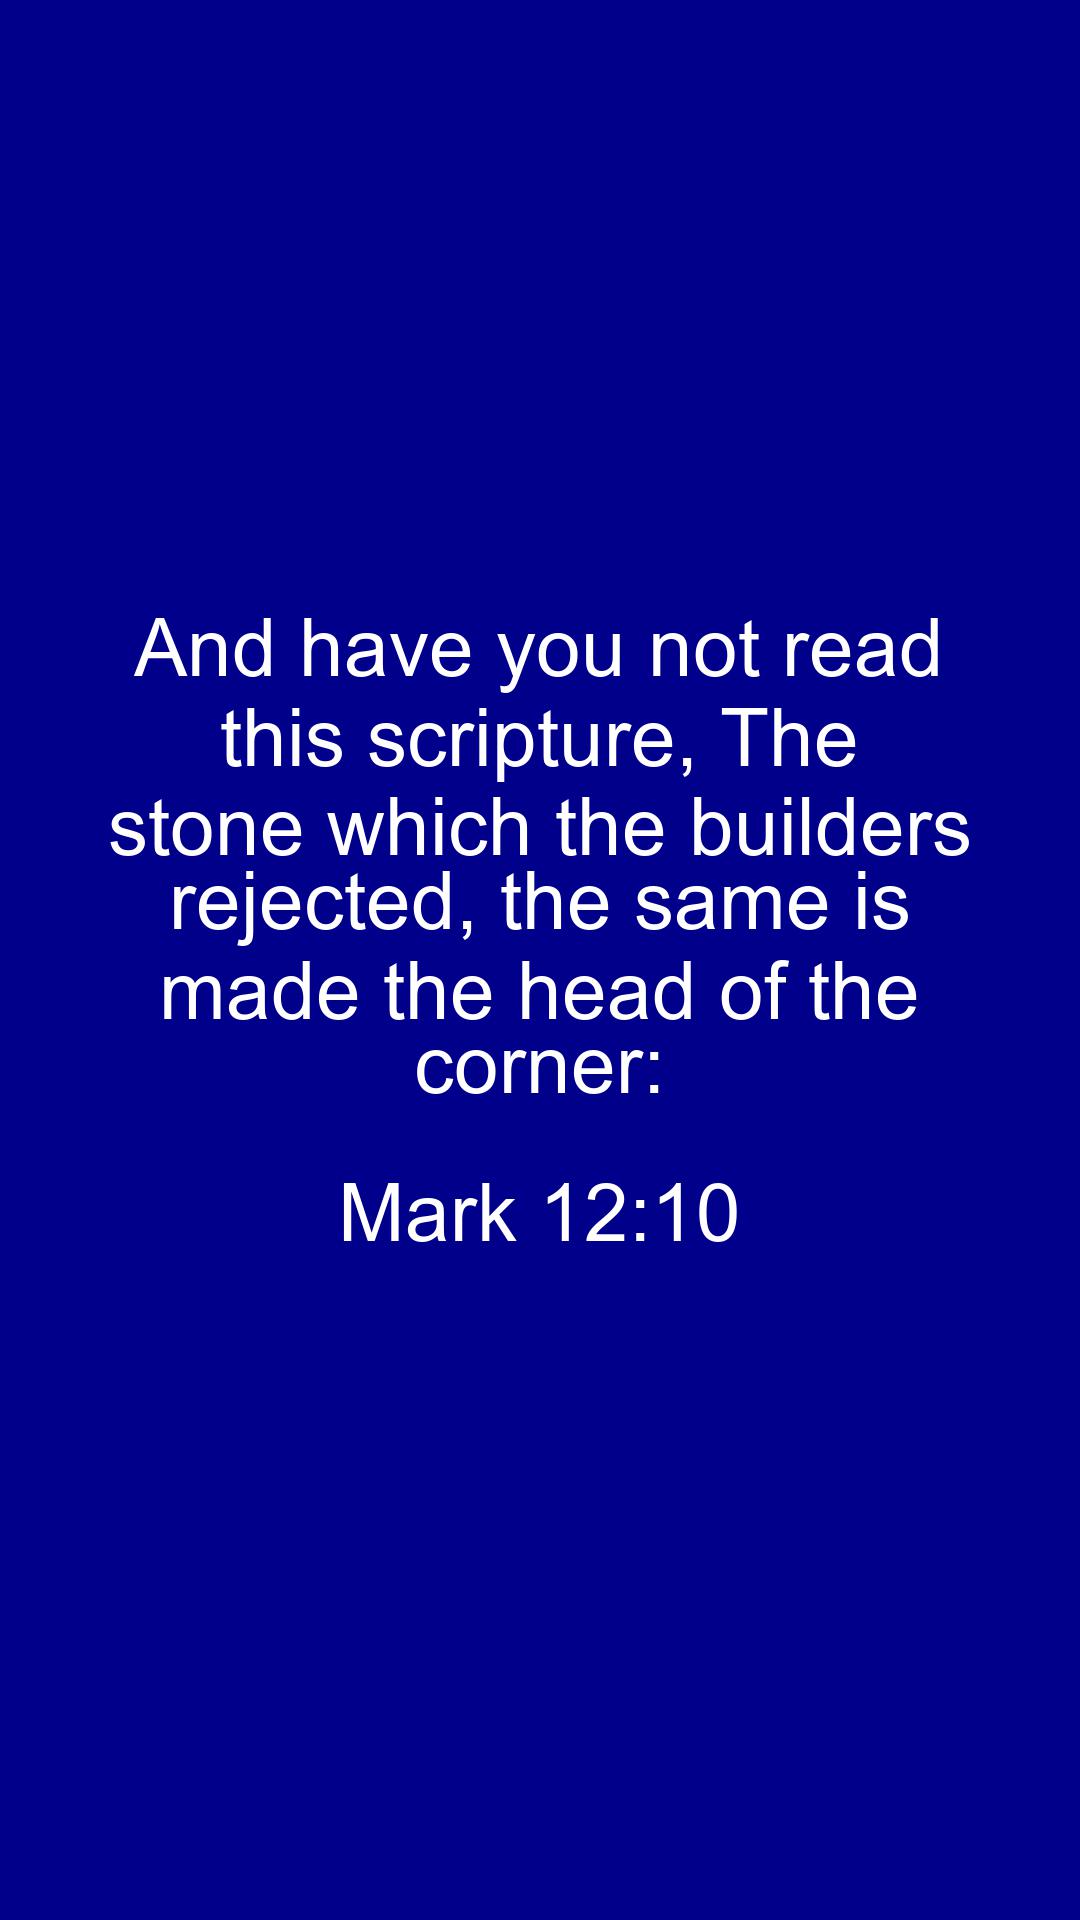 And have you not read
this scripture, The
stone which the builders
rejected, the same is
made the head of the
corner:
Mark 12:10